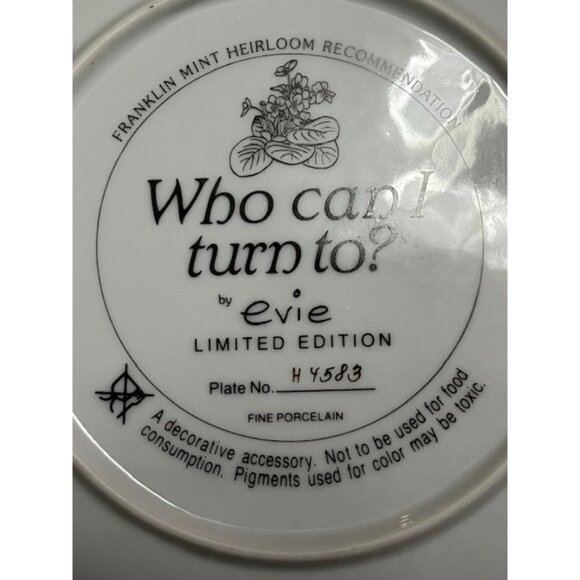 FRANKLIN MINT HEIRLOOM RECOMMENDATION
Who can I
turn to?
by evie
LIMITED EDITION
Plate No. H4583
FINE PORCELAIN
A decorative accessory. Not to be used for food
consumption. Pigments used for color may be toxic.